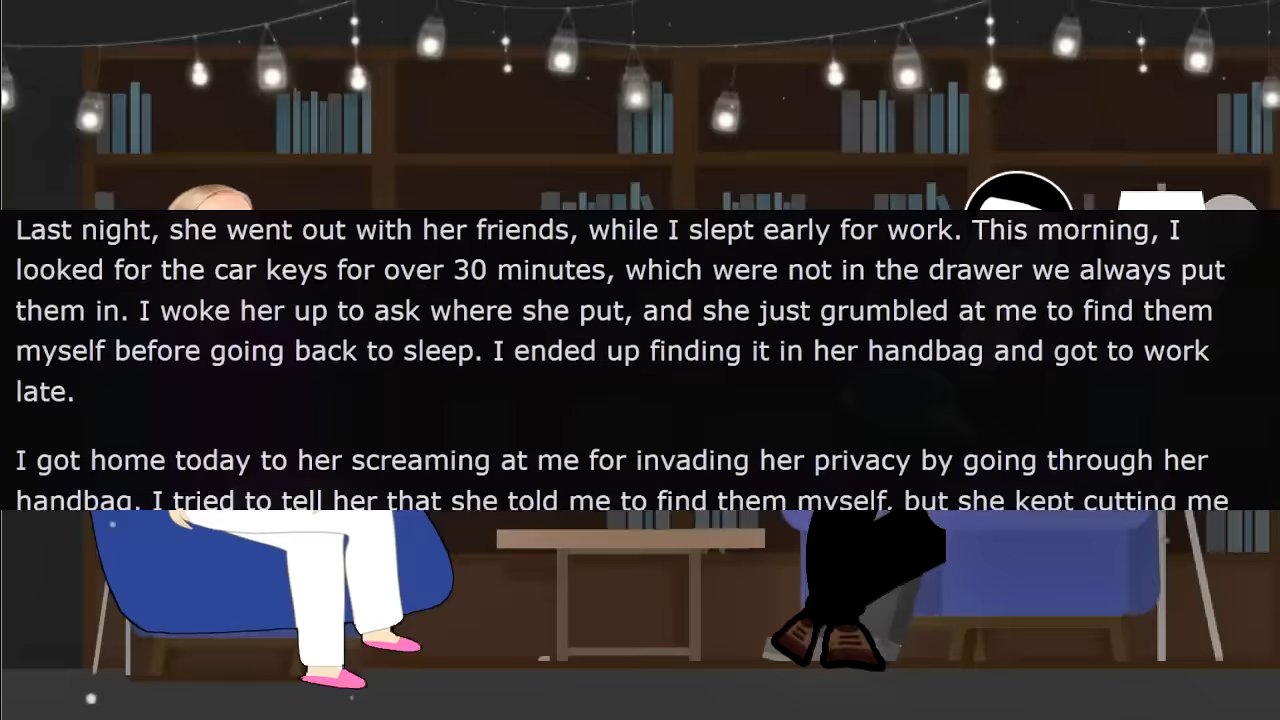 Last night, she went out with her friends, while I slept early for work. This morning, I
looked for the car keys for over 30 minutes, which were not in the drawer we always put
them in. I woke her up to ask where she put, and she just grumbled at me to find them
myself before going back to sleep. I ended up finding it in her handbag and got to work
late.
I got home today to her screaming at me for invading her privacy by going through her
handbag. I tried to tell her that she told me to find them myself, but she kept cutting me